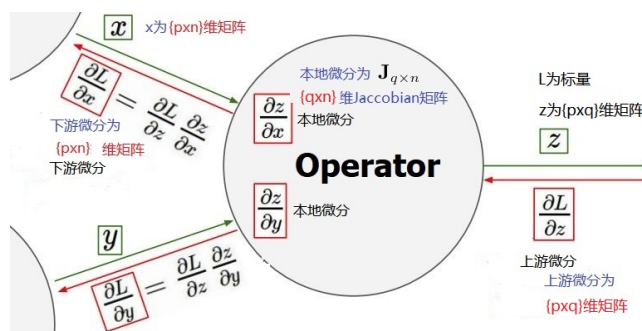 x x为{pxn}维矩阵
∂L/∂x = ∂L/∂z ∂z/∂x
下游微分为
{pxn} 维矩阵
下游微分
本地微分为 J_{q×n}
{qxn}维Jaccobian矩阵
∂z/∂x 本地微分
Operator
∂z/∂y 本地微分
y
∂L/∂y = ∂L/∂z ∂z/∂y
L为标量
z为{pxq}维矩阵
z
∂L/∂z
上游微分
上游微分为
{pxq}维矩阵